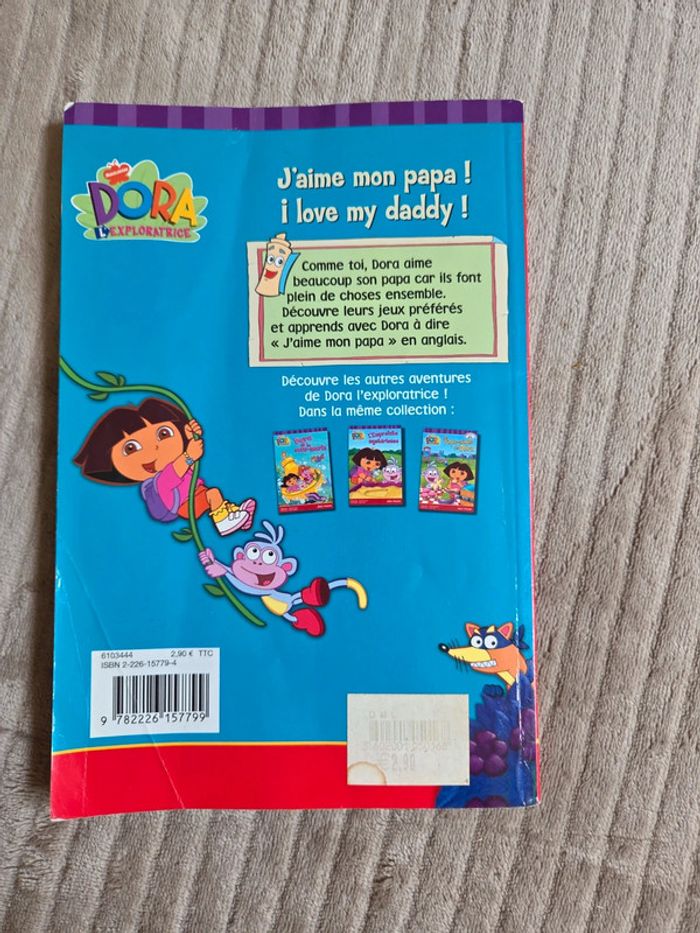 nickelodeon
DORA
L'EXPLORATRICE
J'aime mon papa !
i love my daddy !
Comme toi, Dora aime
beaucoup son papa car ils font
plein de choses ensemble.
Découvre leurs jeux préférés
et apprends avec Dora à dire
« J'aime mon papa » en anglais.
Découvre les autres aventures
de Dora l'exploratrice !
Dans la même collection :
L'Empreinte
mystérieuse
6103444 2,90 € TTC
ISBN 2-226-15779-4
9 782226 157799
€2,90